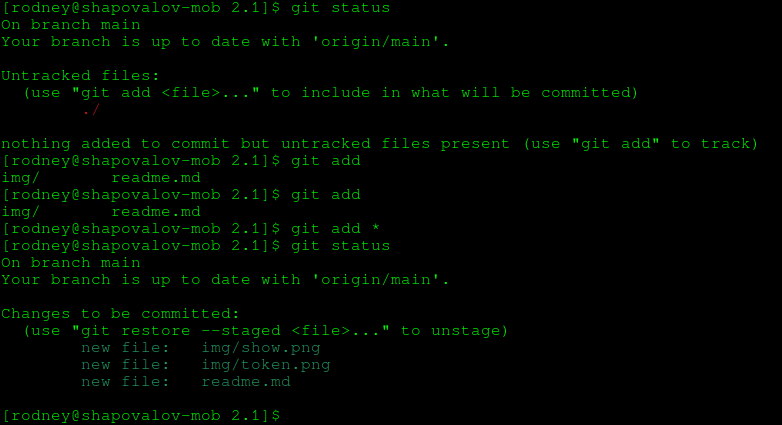 [rodney@shapovalov-mob 2.1]$ git status
On branch main
Your branch is up to date with 'origin/main'.
Untracked files:
  (use "git add <file>..." to include in what will be committed)
        ./
nothing added to commit but untracked files present (use "git add" to track)
[rodney@shapovalov-mob 2.1]$ git add
img/       readme.md
[rodney@shapovalov-mob 2.1]$ git add
img/       readme.md
[rodney@shapovalov-mob 2.1]$ git add *
[rodney@shapovalov-mob 2.1]$ git status
On branch main
Your branch is up to date with 'origin/main'.
Changes to be committed:
  (use "git restore --staged <file>..." to unstage)
        new file:   img/show.png
        new file:   img/token.png
        new file:   readme.md
[rodney@shapovalov-mob 2.1]$